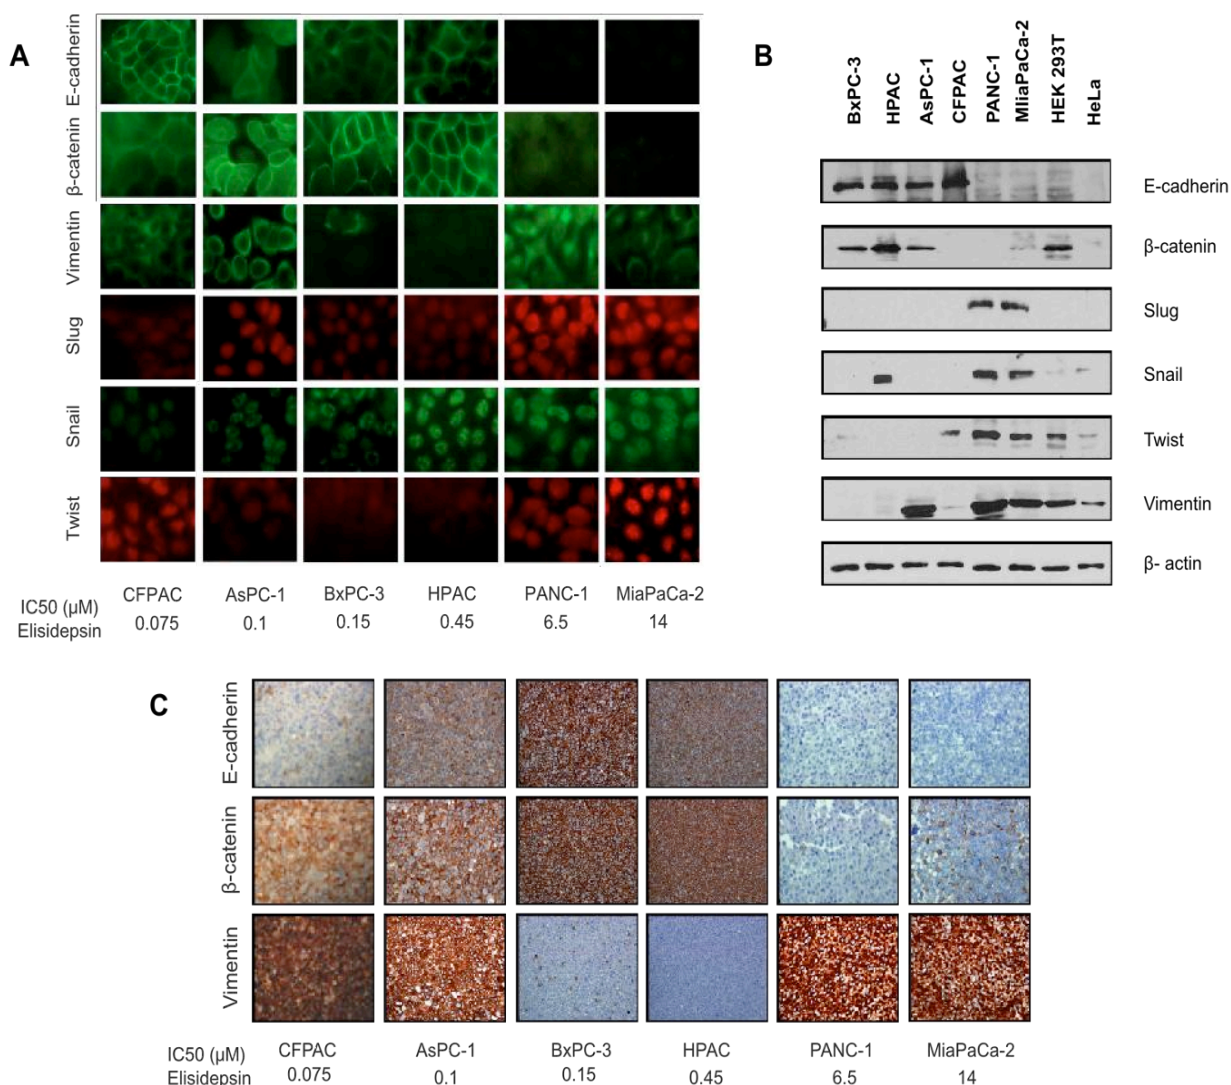 A
E-cadherin
β-catenin
Vimentin
Slug
Snail
Twist
CFPAC AsPC-1 BxPC-3 HPAC PANC-1 MiaPaCa-2
IC50 (µM)
Elisidepsin 0.075 0.1 0.15 0.45 6.5 14
B
BxPC-3
HPAC
AsPC-1
CFPAC
PANC-1
MiiaPaCa-2
HEK 293T
HeLa
E-cadherin
β-catenin
Slug
Snail
Twist
Vimentin
β- actin
C
E-cadherin
β-catenin
Vimentin
CFPAC AsPC-1 BxPC-3 HPAC PANC-1 MiaPaCa-2
IC50 (µM)
Elisidepsin 0.075 0.1 0.15 0.45 6.5 14